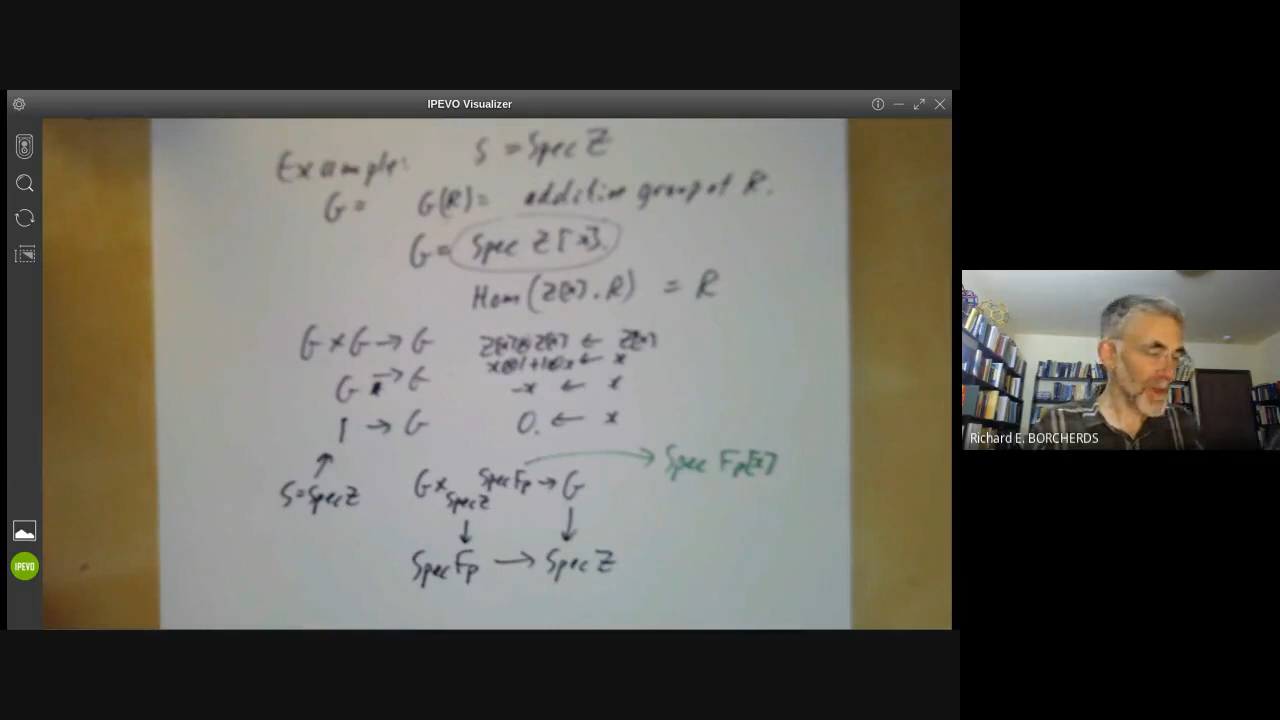 IPEVO Visualizer
Example: S = Spec Z
G = G(R) = additive group of R.
G = Spec Z[x].
Hom(Z[x], R) = R
G × G → G Z[x]⊗Z[x] ← Z[x]
x⊗1+1⊗x ← x
G → G -x ← x
1 → G 0. ← x
S=Spec Z
G ×_{Spec Z} Spec Fp → G → Spec Fp[x]
↓ ↓
Spec Fp → Spec Z
IPEVO
Richard E. BORCHERDS